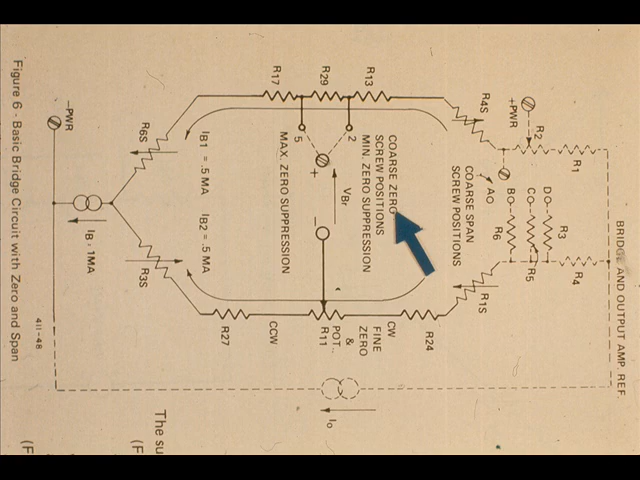 BRIDGE AND OUTPUT AMP. REF.
R1
R4
R3
R2
DO
CO
R5
+PWR
BO
R6
AO
R4S
R1S
COARSE SPAN
SCREW POSITIONS
R24
R13
COARSE ZERO
SCREW POSITIONS
MIN. ZERO SUPPRESSION
CW
FINE
ZERO
&
POT.
R11
2
VBr
R29
+
−
5
IO
MAX. ZERO SUPPRESSION
R17
CCW
R27
IB1 = .5 MA
IB2 = .5 MA
R6S
R3S
IB = 1MA
−PWR
411-48
Figure 6 - Basic Bridge Circuit with Zero and Span
The su
(F
(F